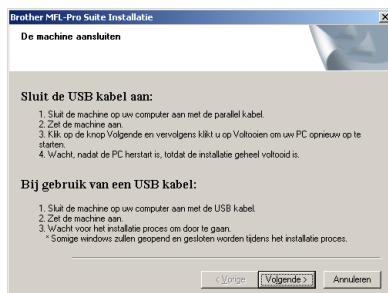 Brother MFL-Pro Suite Installatie
De machine aansluiten
Sluit de USB kabel aan:
1. Sluit de machine op uw computer aan met de parallel kabel.
2. Zet de machine aan.
3. Klik op de knop Volgende en vervolgens klikt u op Voltooien om uw PC opnieuw op te
starten.
4. Wacht, nadat de PC herstart is, totdat de installatie geheel voltooid is.
Bij gebruik van een USB kabel:
1. Sluit de machine op uw computer aan met de USB kabel.
2. Zet de machine aan.
3. Wacht voor het installatie proces om door te gaan.
* Somige windows zullen geopend en gesloten worden tijdens het installatie proces.
< Vorige
Volgende >
Annuleren